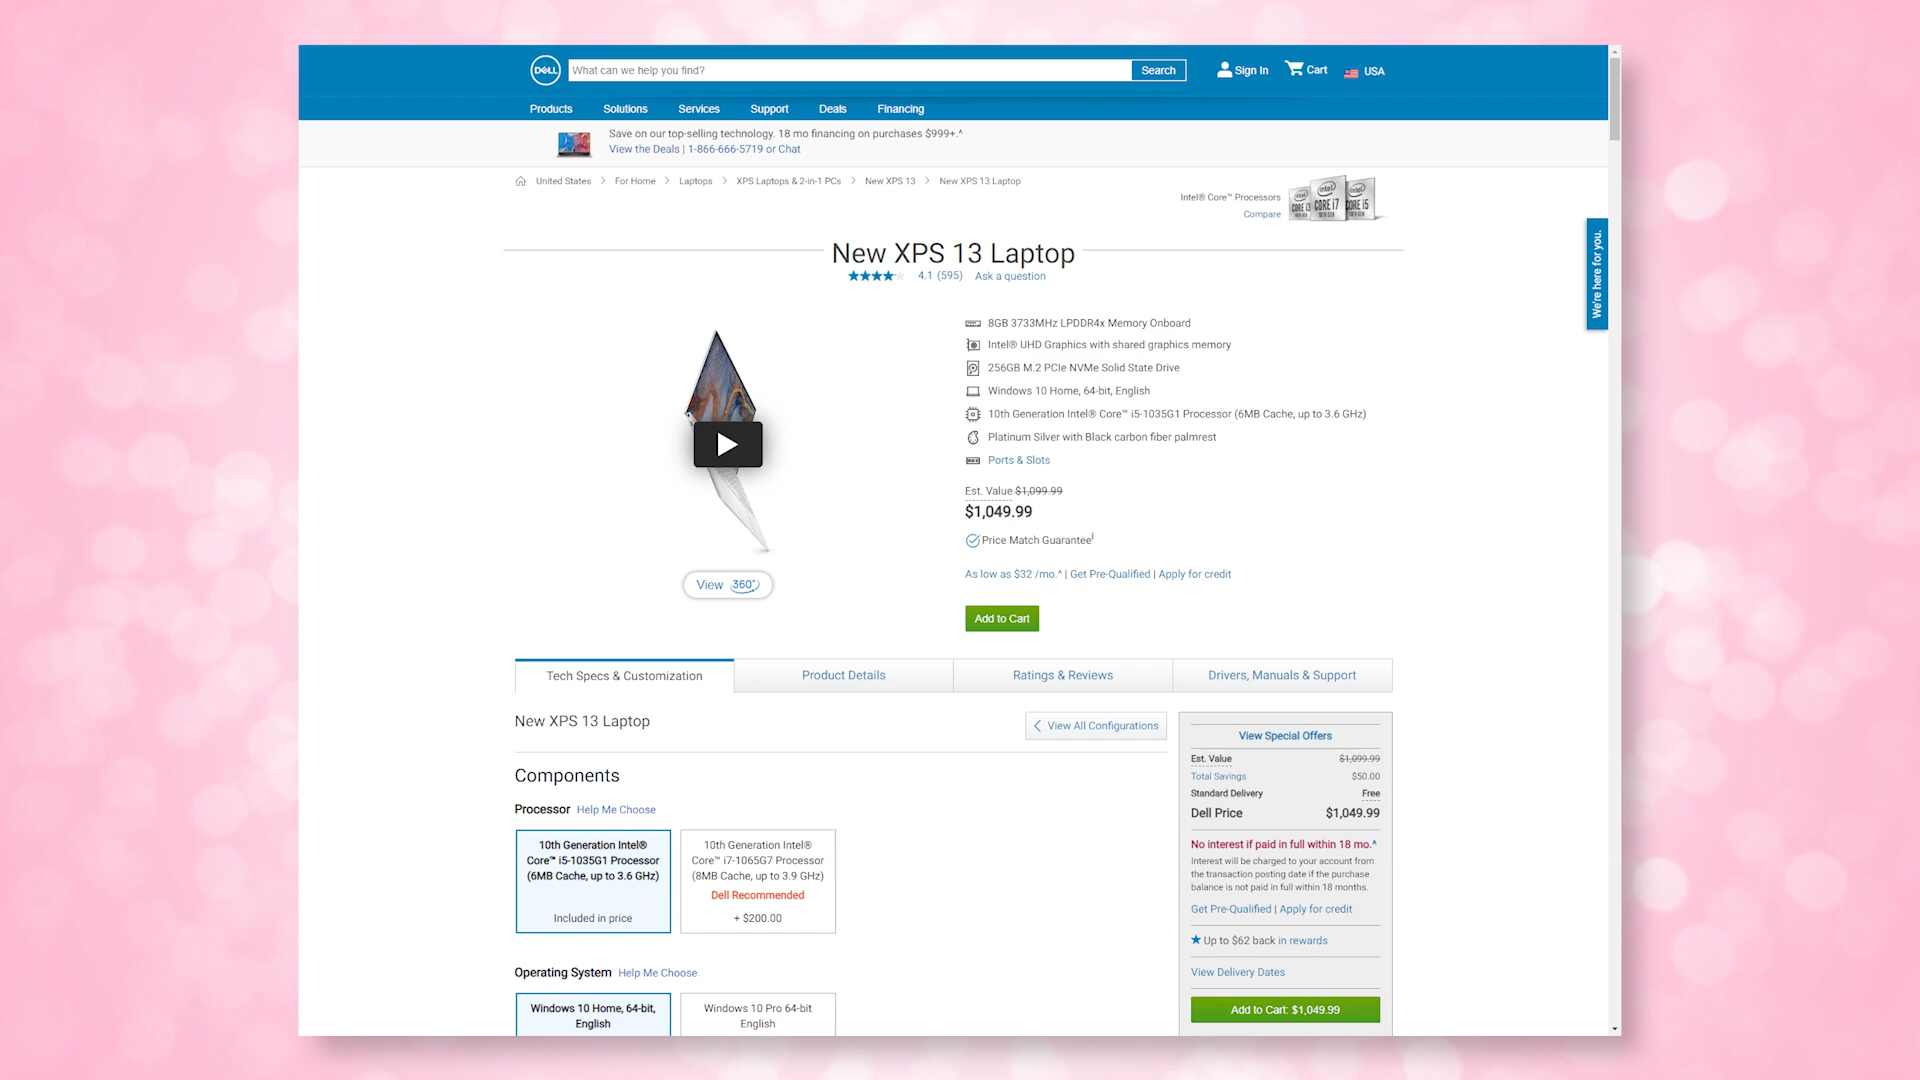 DELL
What can we help you find?
Search
Sign In
Cart
USA
Products
Solutions
Services
Support
Deals
Financing
Save on our top-selling technology. 18 mo financing on purchases $999+.^
View the Deals | 1-866-666-5719 or Chat
United States > For Home > Laptops > XPS Laptops & 2-in-1 PCs > New XPS 13 > New XPS 13 Laptop
Intel® Core™ Processors
Compare
intel CORE i3
intel CORE i7 10TH GEN
intel CORE i5
We're here for you.
New XPS 13 Laptop
4.1 (595) Ask a question
8GB 3733MHz LPDDR4x Memory Onboard
Intel® UHD Graphics with shared graphics memory
256GB M.2 PCIe NVMe Solid State Drive
Windows 10 Home, 64-bit, English
10th Generation Intel® Core™ i5-1035G1 Processor (6MB Cache, up to 3.6 GHz)
Platinum Silver with Black carbon fiber palmrest
Ports & Slots
Est. Value $1,099.99
$1,049.99
Price Match Guarantee
As low as $32 /mo.^ | Get Pre-Qualified | Apply for credit
View 360°
Add to Cart
Tech Specs & Customization
Product Details
Ratings & Reviews
Drivers, Manuals & Support
New XPS 13 Laptop
View All Configurations
Components
Processor Help Me Choose
10th Generation Intel®
Core™ i5-1035G1 Processor
(6MB Cache, up to 3.6 GHz)
Included in price
10th Generation Intel®
Core™ i7-1065G7 Processor
(8MB Cache, up to 3.9 GHz)
Dell Recommended
+ $200.00
Operating System Help Me Choose
Windows 10 Home, 64-bit,
English
Windows 10 Pro 64-bit
English
View Special Offers
Est. Value $1,099.99
Total Savings $50.00
Standard Delivery Free
Dell Price $1,049.99
No interest if paid in full within 18 mo.^
Interest will be charged to your account from
the transaction posting date if the purchase
balance is not paid in full within 18 months.
Get Pre-Qualified | Apply for credit
Up to $62 back in rewards
View Delivery Dates
Add to Cart: $1,049.99